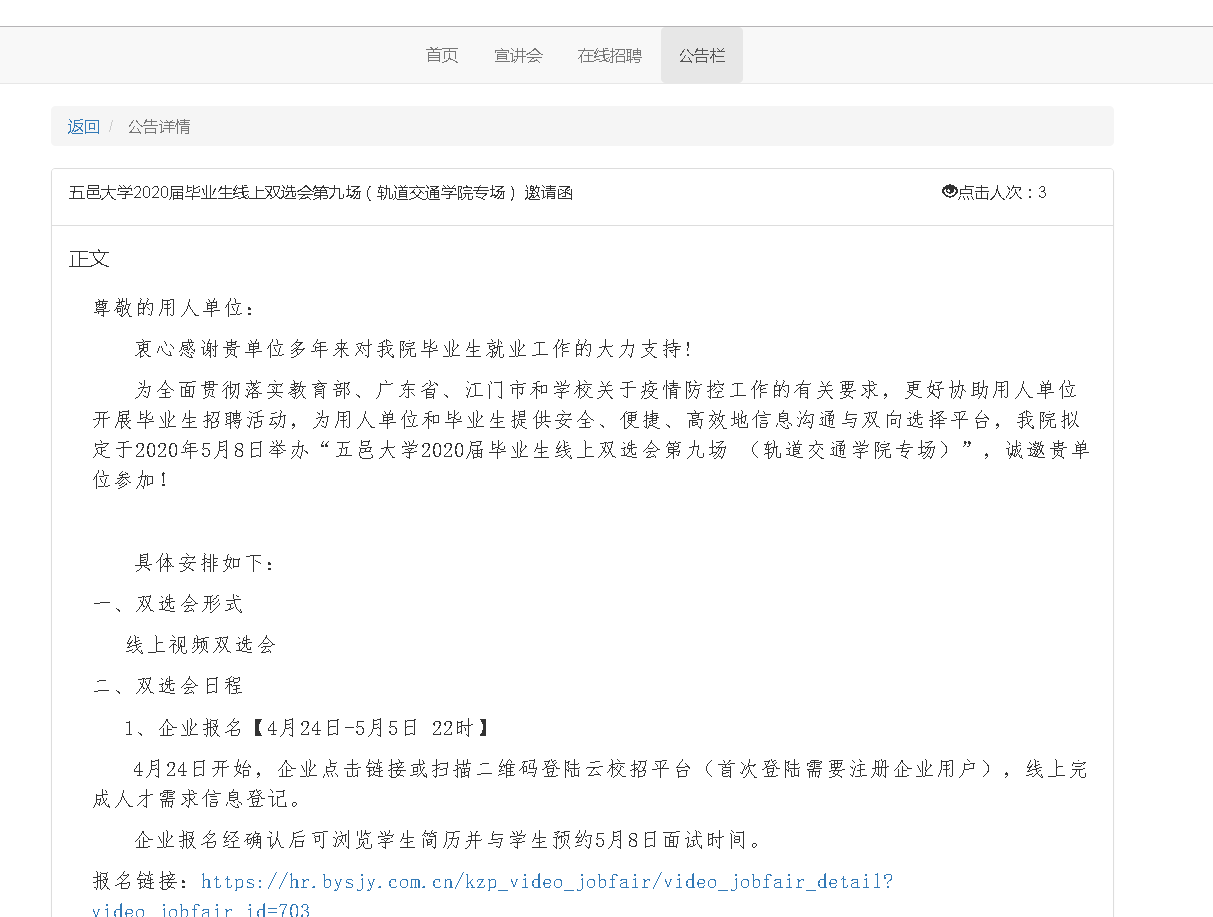 首页 宣讲会 在线招聘 公告栏
返回 / 公告详情
五邑大学2020届毕业生线上双选会第九场（轨道交通学院专场） 邀请函 点击人次：3
正文
尊敬的用人单位：
衷心感谢贵单位多年来对我院毕业生就业工作的大力支持！
为全面贯彻落实教育部、广东省、江门市和学校关于疫情防控工作的有关要求，更好协助用人单位
开展毕业生招聘活动，为用人单位和毕业生提供安全、便捷、高效地信息沟通与双向选择平台，我院拟
定于2020年5月8日举办“五邑大学2020届毕业生线上双选会第九场 （轨道交通学院专场）”，诚邀贵单
位参加！
具体安排如下：
一、双选会形式
线上视频双选会
二、双选会日程
1、企业报名【4月24日-5月5日 22时】
4月24日开始，企业点击链接或扫描二维码登陆云校招平台（首次登陆需要注册企业用户），线上完
成人才需求信息登记。
企业报名经确认后可浏览学生简历并与学生预约5月8日面试时间。
报名链接：https://hr.bysjy.com.cn/kzp_video_jobfair/video_jobfair_detail?
video_jobfair_id=703